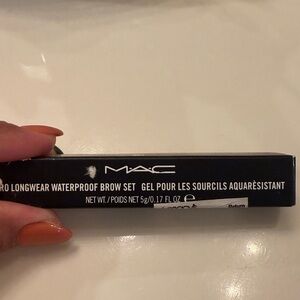 MAC
RO LONGWEAR WATERPROOF BROW SET GEL POUR LES SOURCILS AQUARÉSISTANT
NET WT./POIDS NET 5g/0.17 FL OZ ℮
Return